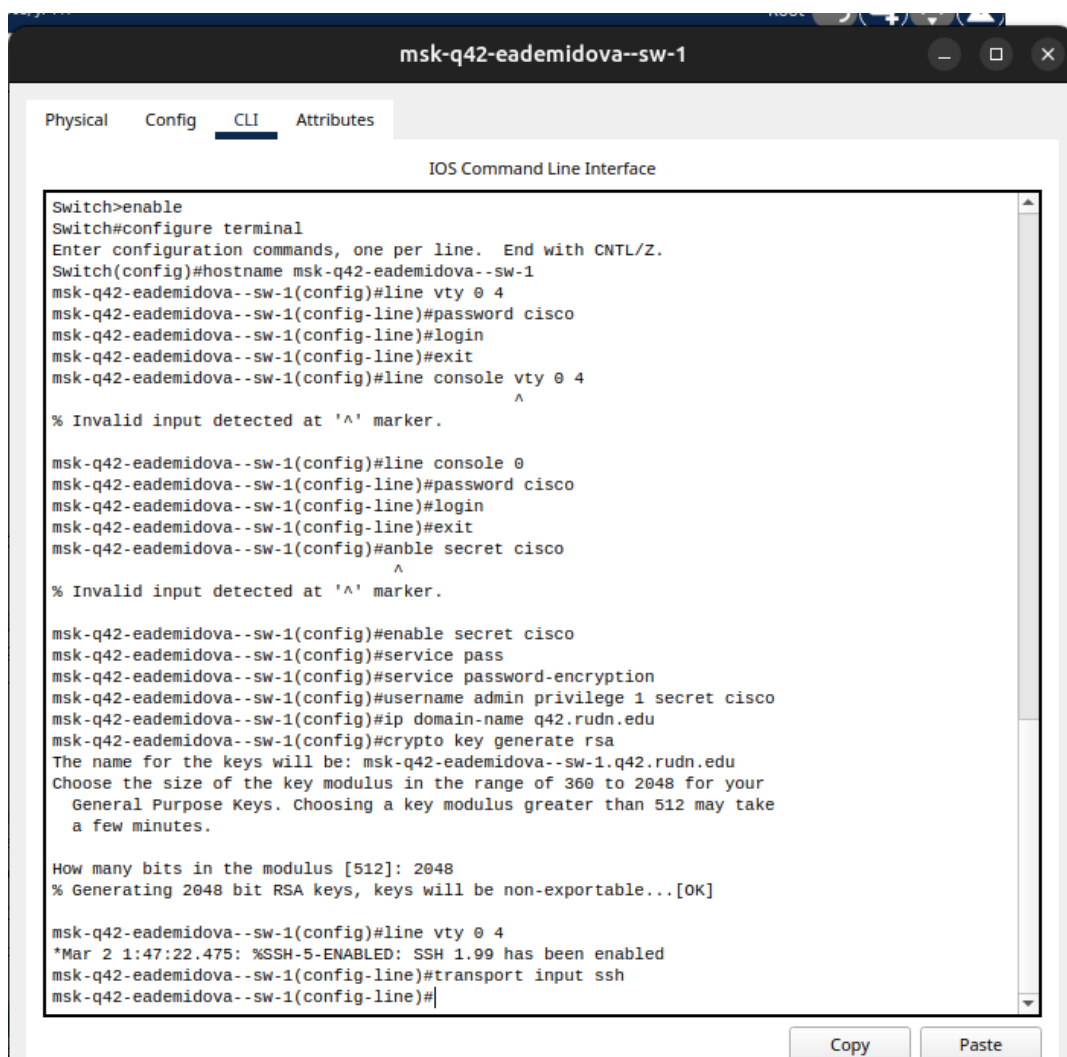 msk-q42-eademidova--sw-1
Physical Config CLI Attributes
IOS Command Line Interface
Switch>enable
Switch#configure terminal
Enter configuration commands, one per line.  End with CNTL/Z.
Switch(config)#hostname msk-q42-eademidova--sw-1
msk-q42-eademidova--sw-1(config)#line vty 0 4
msk-q42-eademidova--sw-1(config-line)#password cisco
msk-q42-eademidova--sw-1(config-line)#login
msk-q42-eademidova--sw-1(config-line)#exit
msk-q42-eademidova--sw-1(config)#line console vty 0 4
^
% Invalid input detected at '^' marker.
msk-q42-eademidova--sw-1(config)#line console 0
msk-q42-eademidova--sw-1(config-line)#password cisco
msk-q42-eademidova--sw-1(config-line)#login
msk-q42-eademidova--sw-1(config-line)#exit
msk-q42-eademidova--sw-1(config)#anble secret cisco
^
% Invalid input detected at '^' marker.
msk-q42-eademidova--sw-1(config)#enable secret cisco
msk-q42-eademidova--sw-1(config)#service pass
msk-q42-eademidova--sw-1(config)#service password-encryption
msk-q42-eademidova--sw-1(config)#username admin privilege 1 secret cisco
msk-q42-eademidova--sw-1(config)#ip domain-name q42.rudn.edu
msk-q42-eademidova--sw-1(config)#crypto key generate rsa
The name for the keys will be: msk-q42-eademidova--sw-1.q42.rudn.edu
Choose the size of the key modulus in the range of 360 to 2048 for your
General Purpose Keys. Choosing a key modulus greater than 512 may take
a few minutes.
How many bits in the modulus [512]: 2048
% Generating 2048 bit RSA keys, keys will be non-exportable...[OK]
msk-q42-eademidova--sw-1(config)#line vty 0 4
*Mar 2 1:47:22.475: %SSH-5-ENABLED: SSH 1.99 has been enabled
msk-q42-eademidova--sw-1(config-line)#transport input ssh
msk-q42-eademidova--sw-1(config-line)#
Copy Paste